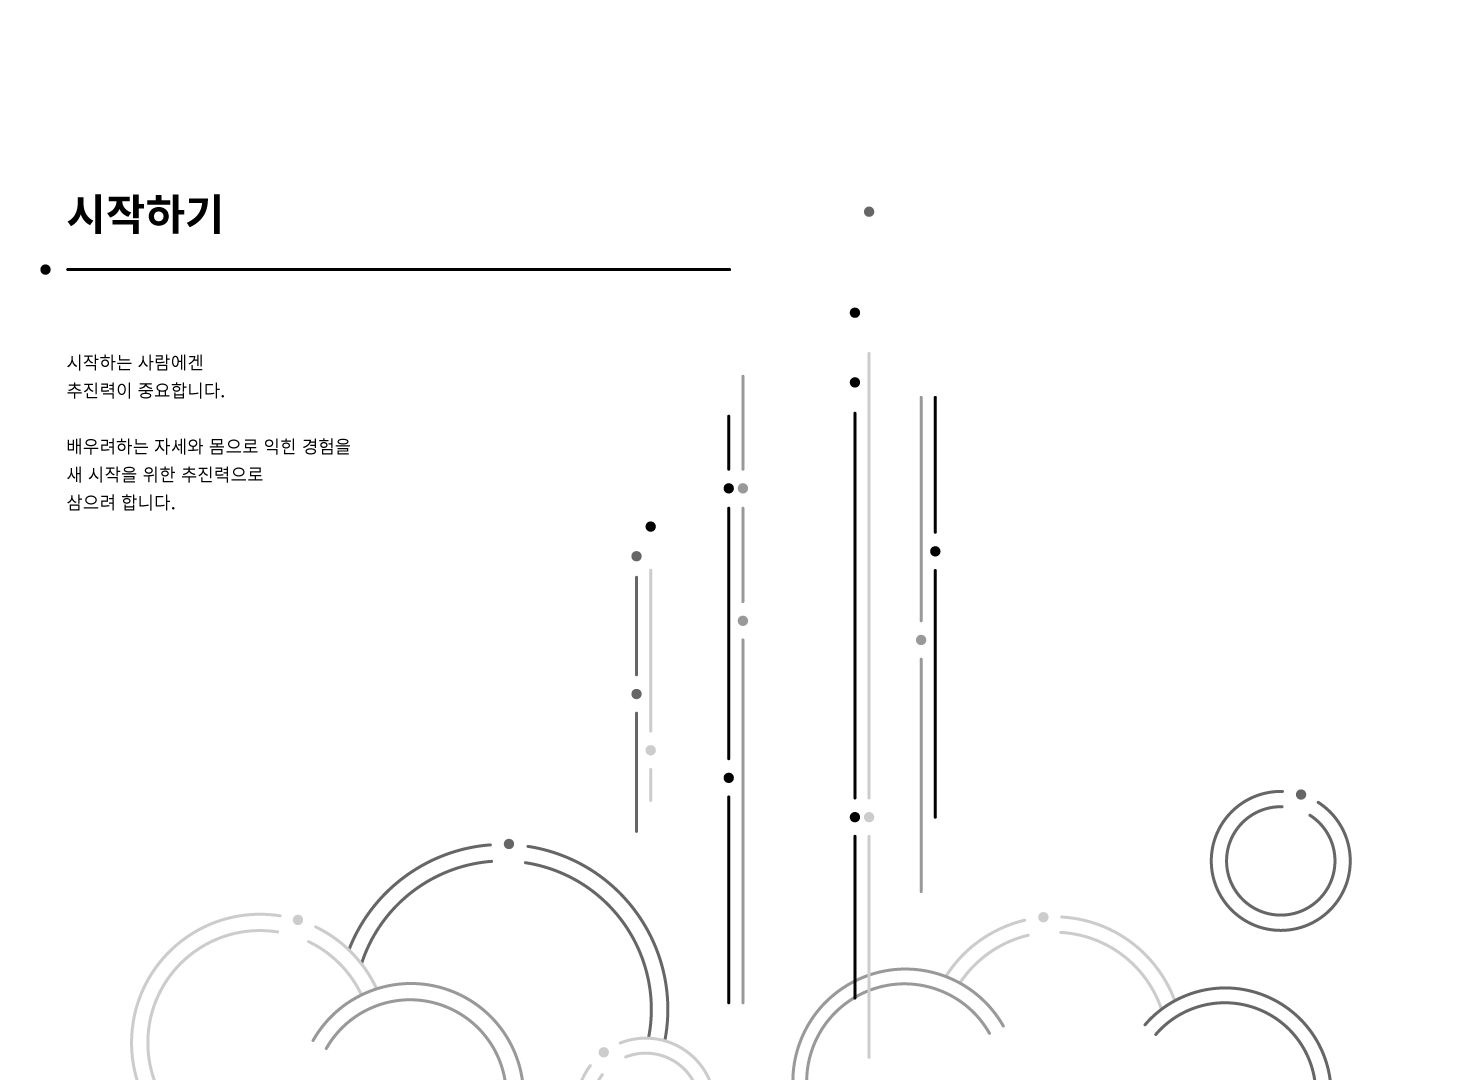 시작하기
시작하는 사람에겐
추진력이 중요합니다.
배우려하는 자세와 몸으로 익힌 경험을
새 시작을 위한 추진력으로
삼으려 합니다.